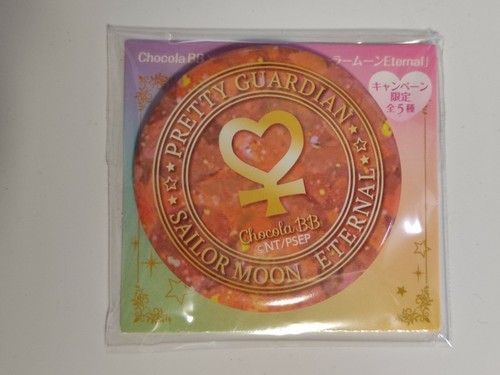 Chocola BB
ラームーンEternal」
キャンペーン
限定
全5種
PRETTY GUARDIAN
SAILOR MOON ETERNAL
Chocola BB
©NT/PSEP